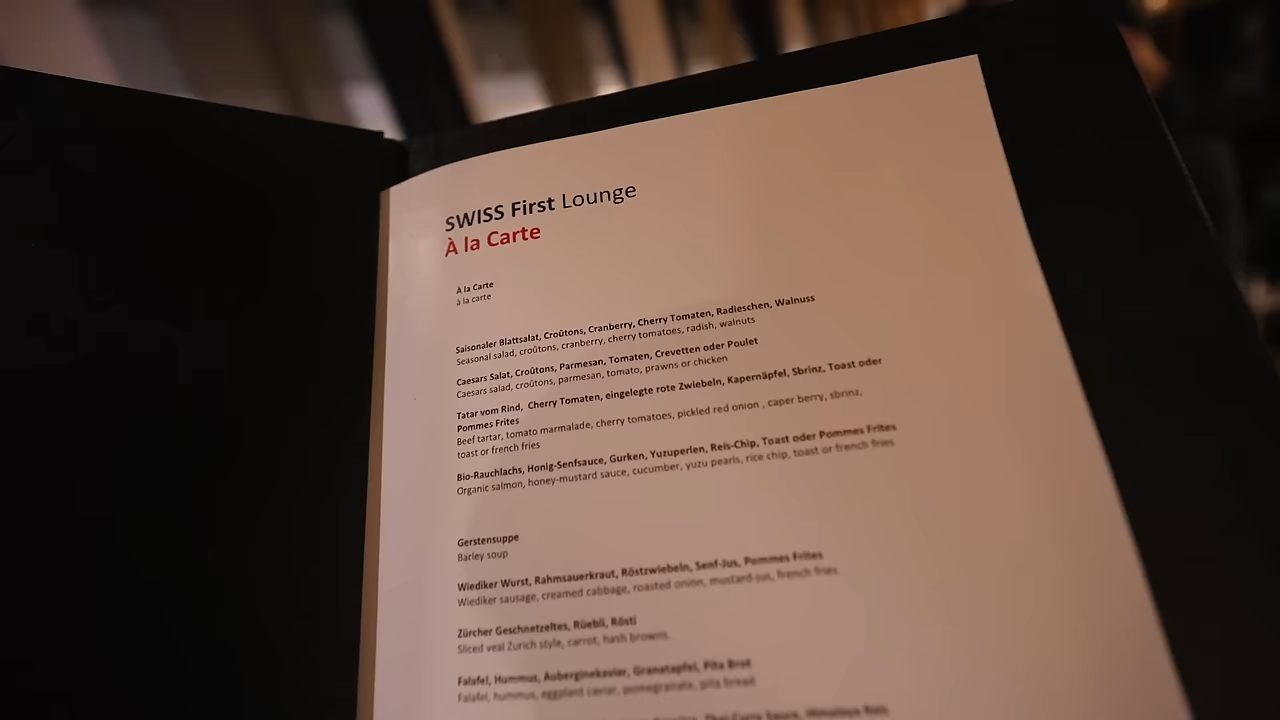 SWISS First Lounge
À la Carte
À la Carte
à la carte
Saisonaler Blattsalat, Croûtons, Cranberry, Cherry Tomaten, Radieschen, Walnuss
Seasonal salad, croûtons, cranberry, cherry tomatoes, radish, walnuts
Caesars Salat, Croûtons, Parmesan, Tomaten, Crevetten oder Poulet
Caesars salad, croûtons, parmesan, tomato, prawns or chicken
Tatar vom Rind, Cherry Tomaten, eingelegte rote Zwiebeln, Kapernäpfel, Sbrinz, Toast oder
Pommes Frites
Beef tartar, tomato marmalade, cherry tomatoes, pickled red onion , caper berry, sbrinz,
toast or french fries
Bio-Rauchlachs, Honig-Senfsauce, Gurken, Yuzuperlen, Reis-Chip, Toast oder Pommes Frites
Organic salmon, honey-mustard sauce, cucumber, yuzu pearls, rice chip, toast or french fries
Gerstensuppe
Barley soup
Wiediker Wurst, Rahmsauerkraut, Röstzwiebeln, Senf-Jus, Pommes Frites
Wiediker sausage, creamed cabbage, roasted onion, mustard-jus, french fries
Zürcher Geschnetzeltes, Rüebli, Rösti
Sliced veal Zurich style, carrot, hash browns.
Falafel, Hummus, Auberginekaviar, Granatapfel, Pita Brot
Falafel, hummus, eggplant caviar, pomegranate, pita bread